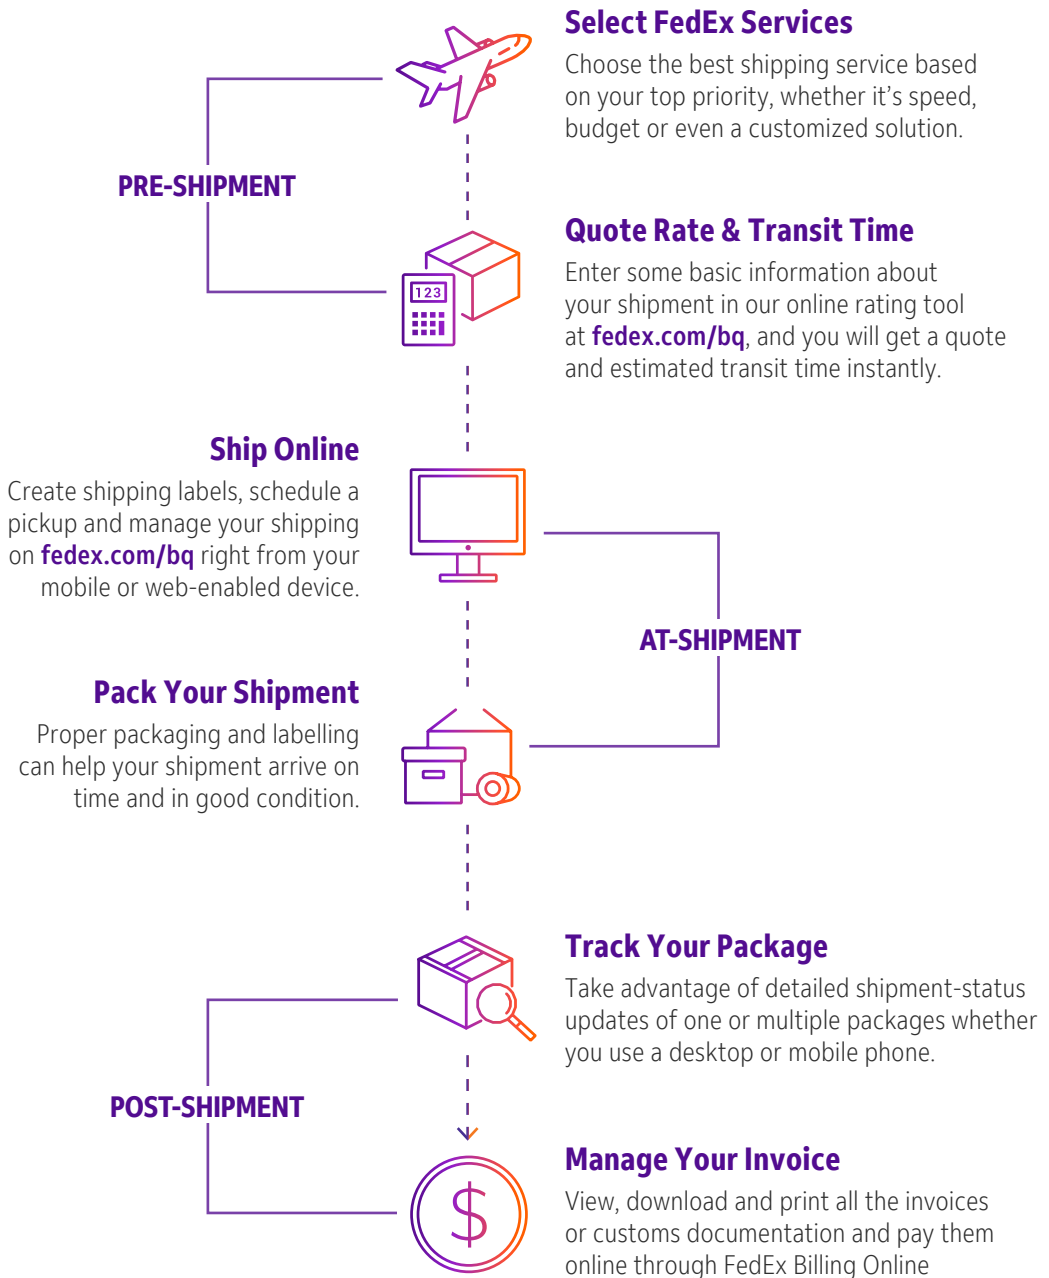 Select FedEx Services
Choose the best shipping service based
on your top priority, whether it's speed,
budget or even a customized solution.
PRE-SHIPMENT
Quote Rate & Transit Time
Enter some basic information about
your shipment in our online rating tool
at fedex.com/bq, and you will get a quote
and estimated transit time instantly.
123
Ship Online
Create shipping labels, schedule a
pickup and manage your shipping
on fedex.com/bq right from your
mobile or web-enabled device.
AT-SHIPMENT
Pack Your Shipment
Proper packaging and labelling
can help your shipment arrive on
time and in good condition.
Track Your Package
Take advantage of detailed shipment-status
updates of one or multiple packages whether
you use a desktop or mobile phone.
POST-SHIPMENT
Manage Your Invoice
View, download and print all the invoices
or customs documentation and pay them
online through FedEx Billing Online
$